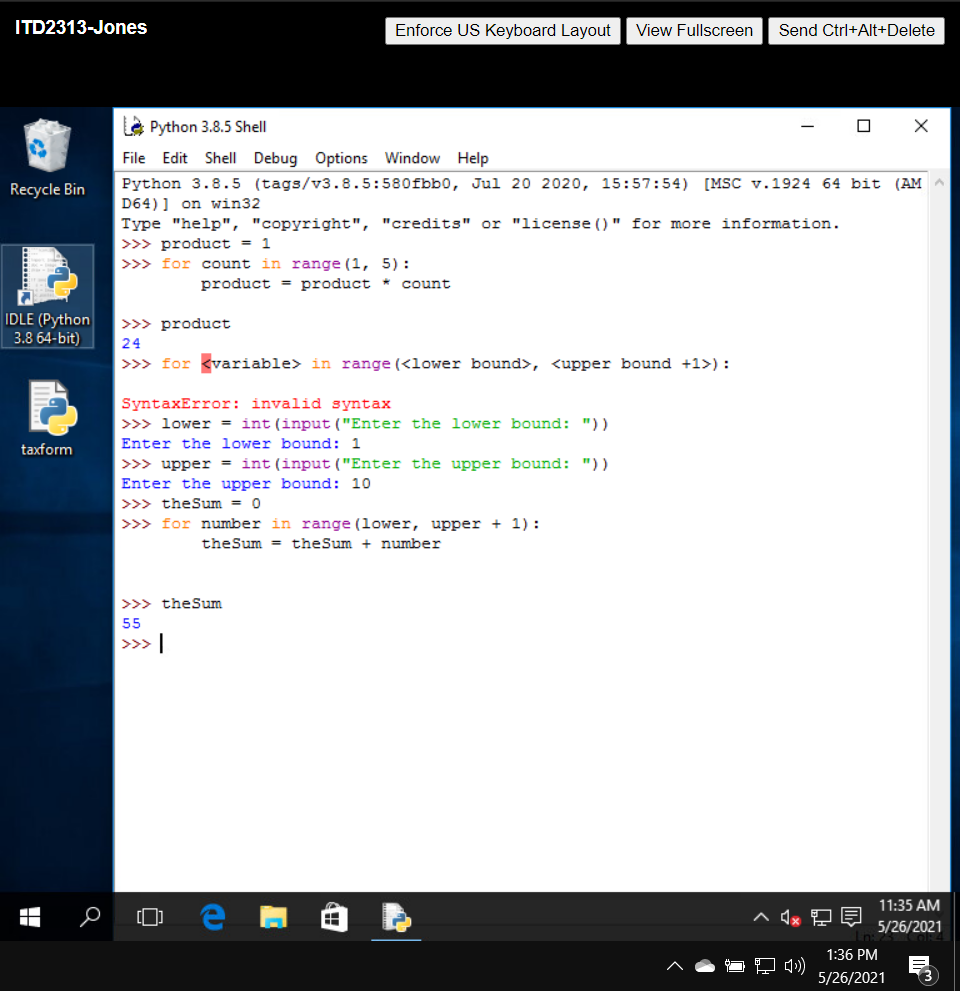 ITD2313-Jones
Enforce US Keyboard Layout View Fullscreen Send Ctrl+Alt+Delete
Recycle Bin
IDLE (Python
3.8 64-bit)
taxform
Python 3.8.5 Shell
File Edit Shell Debug Options Window Help
Python 3.8.5 (tags/v3.8.5:580fbb0, Jul 20 2020, 15:57:54) [MSC v.1924 64 bit (AM
D64)] on win32
Type "help", "copyright", "credits" or "license()" for more information.
>>> product = 1
>>> for count in range(1, 5):
        product = product * count
>>> product
24
>>> for <variable> in range(<lower bound>, <upper bound +1>):
SyntaxError: invalid syntax
>>> lower = int(input("Enter the lower bound: "))
Enter the lower bound: 1
>>> upper = int(input("Enter the upper bound: "))
Enter the upper bound: 10
>>> theSum = 0
>>> for number in range(lower, upper + 1):
        theSum = theSum + number
>>> theSum
55
>>>
11:35 AM
5/26/2021
1:36 PM
5/26/2021
3